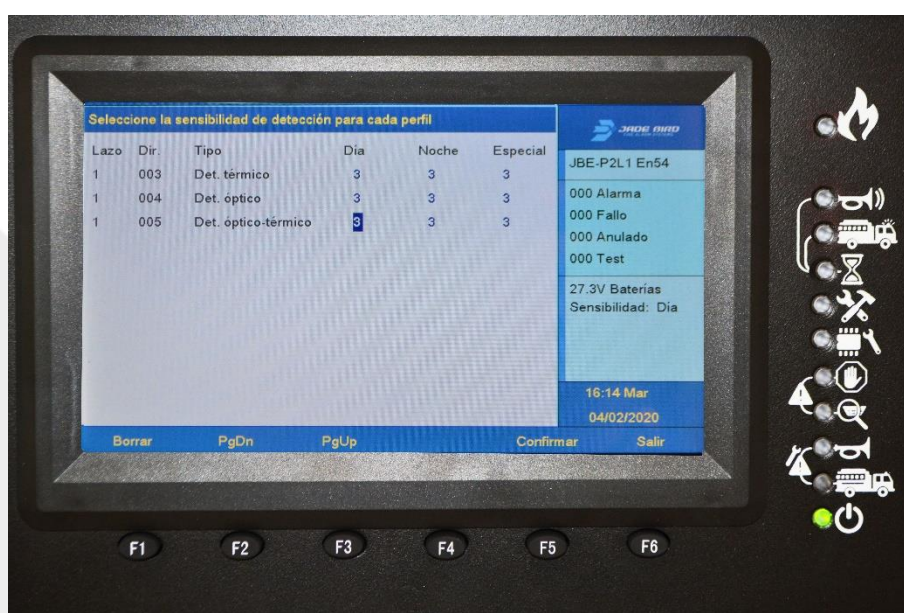 Seleccione la sensibilidad de detección para cada perfil
Lazo Dir. Tipo Dia Noche Especial
1 003 Det. térmico 3 3 3
1 004 Det. óptico 3 3 3
1 005 Det. óptico-térmico 3 3 3
JADE BIRD
JBE-P2L1 En54
000 Alarma
000 Fallo
000 Anulado
000 Test
27.3V Baterias
Sensibilidad: Dia
16:14 Mar
04/02/2020
Borrar PgDn PgUp Confirmar Salir
F1 F2 F3 F4 F5 F6